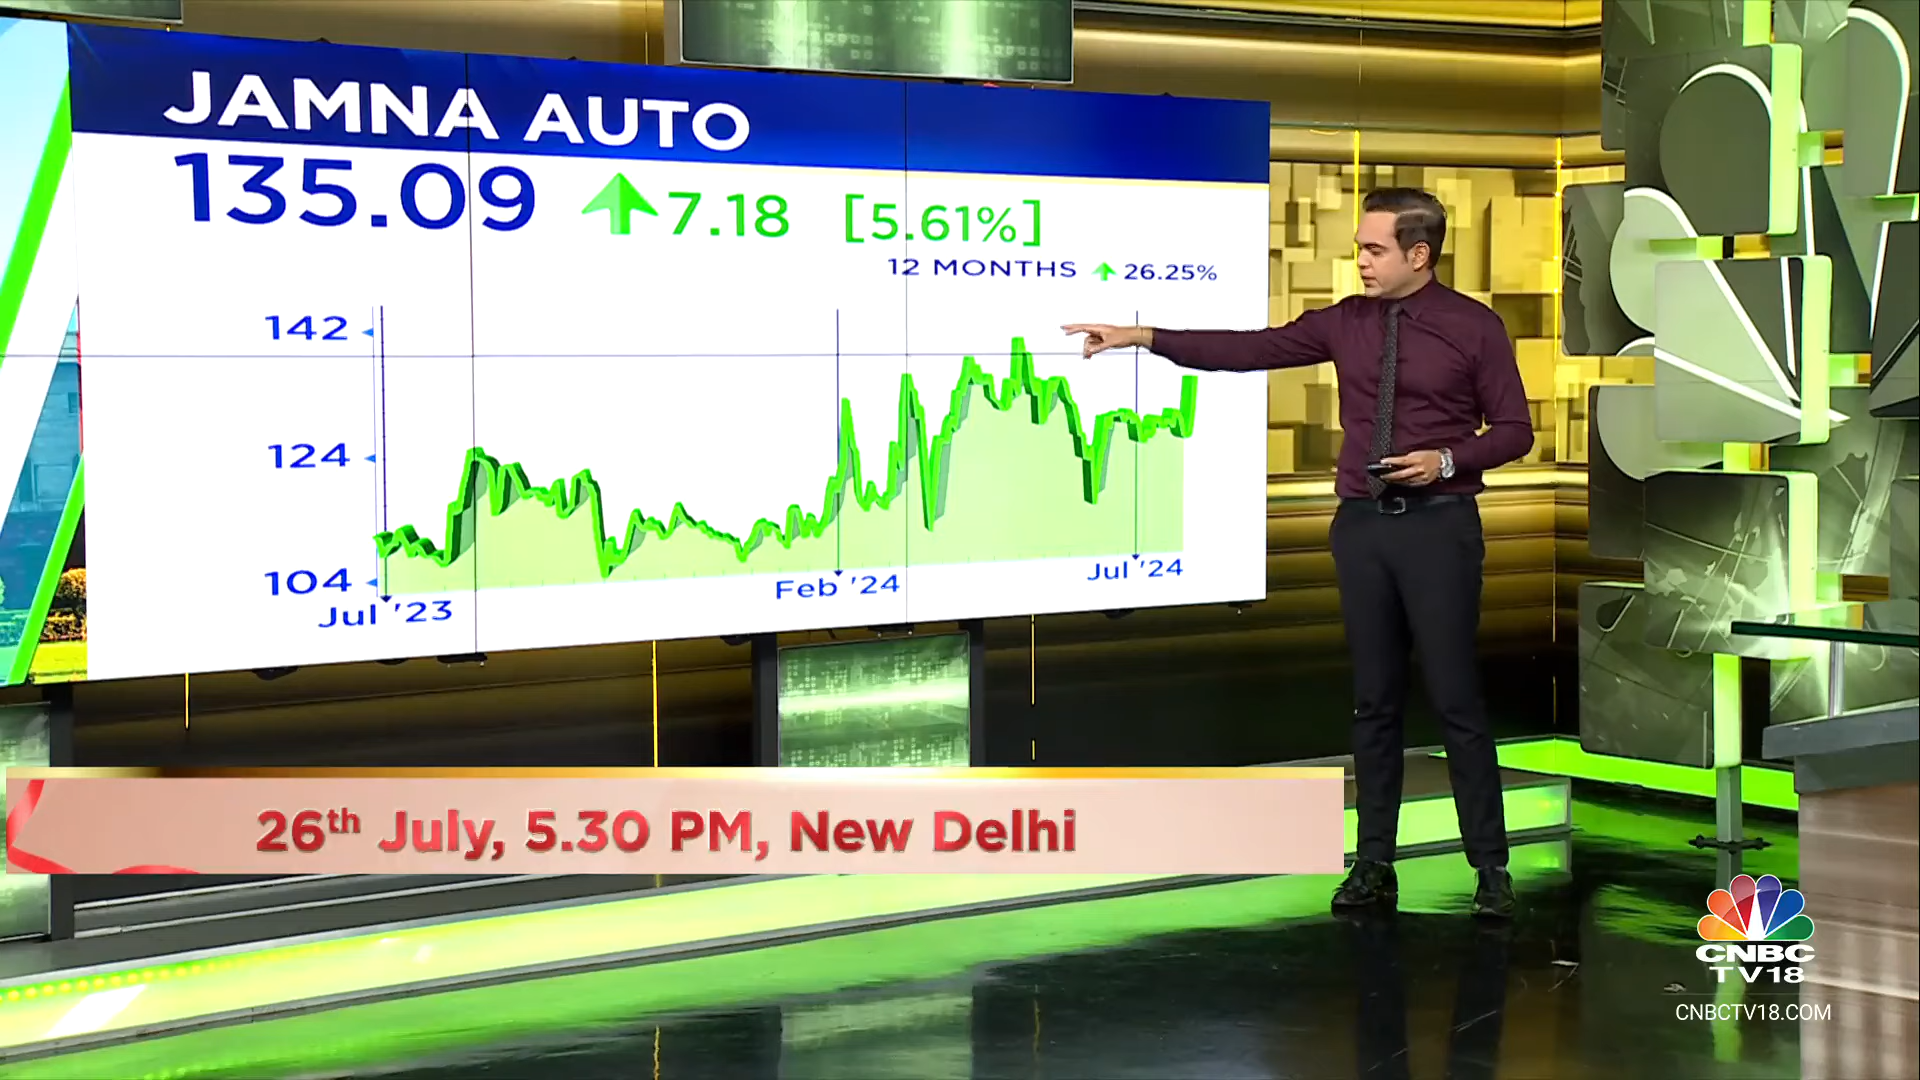 JAMNA AUTO
135.09 7.18 [5.61%]
12 MONTHS 26.25%
142
124
104
Jul '23
Feb '24
Jul '24
26th July, 5.30 PM, New Delhi
CNBC
TV18
CNBCTV18.COM